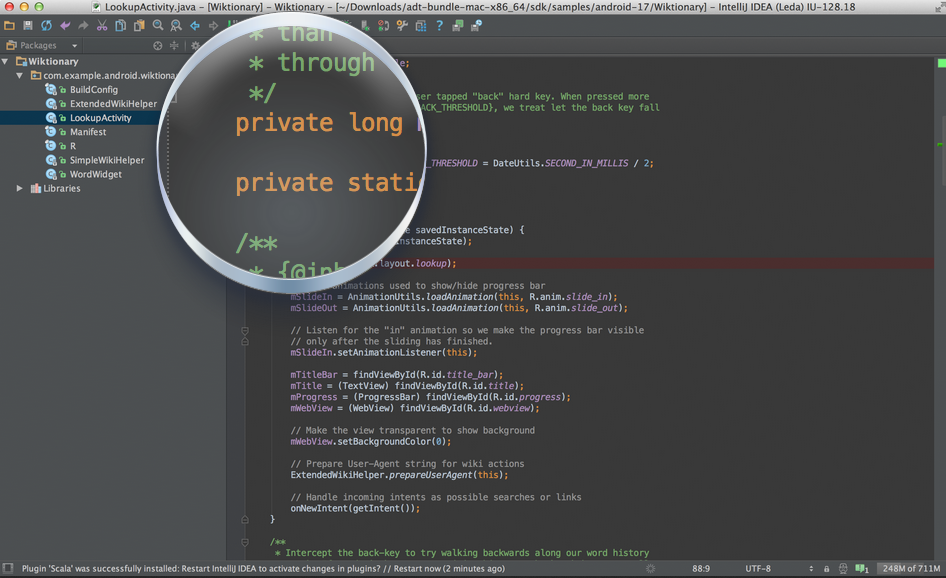 LookupActivity.java - [Wiktionary] - Wiktionary - [~/Downloads/adt-bundle-mac-x86_64/sdk/samples/android-17/Wiktionary] - IntelliJ IDEA (Leda) IU-128.18
Packages
Wiktionary
com.example.android.wiktionary
BuildConfig
ExtendedWikiHelper
LookupActivity
Manifest
R
SimpleWikiHelper
WordWidget
Libraries
* than
* through
*/
private long
private stati
/**
* {@inh
ser tapped "back" hard key. When pressed more
ACK_THRESHOLD}, we treat let the back key fall
_THRESHOLD = DateUtils.SECOND_IN_MILLIS / 2;
savedInstanceState) {
nstanceState);
.layout.lookup);
animations used to show/hide progress bar
mSlideIn = AnimationUtils.loadAnimation(this, R.anim.slide_in);
mSlideOut = AnimationUtils.loadAnimation(this, R.anim.slide_out);
// Listen for the "in" animation so we make the progress bar visible
// only after the sliding has finished.
mSlideIn.setAnimationListener(this);
mTitleBar = findViewById(R.id.title_bar);
mTitle = (TextView) findViewById(R.id.title);
mProgress = (ProgressBar) findViewById(R.id.progress);
mWebView = (WebView) findViewById(R.id.webview);
// Make the view transparent to show background
mWebView.setBackgroundColor(0);
// Prepare User-Agent string for wiki actions
ExtendedWikiHelper.prepareUserAgent(this);
// Handle incoming intents as possible searches or links
onNewIntent(getIntent());
}
/**
* Intercept the back-key to try walking backwards along our word history
Plugin 'Scala' was successfully installed: Restart IntelliJ IDEA to activate changes in plugins? // Restart now (2 minutes ago)
88:9
UTF-8
1
248M of 711M